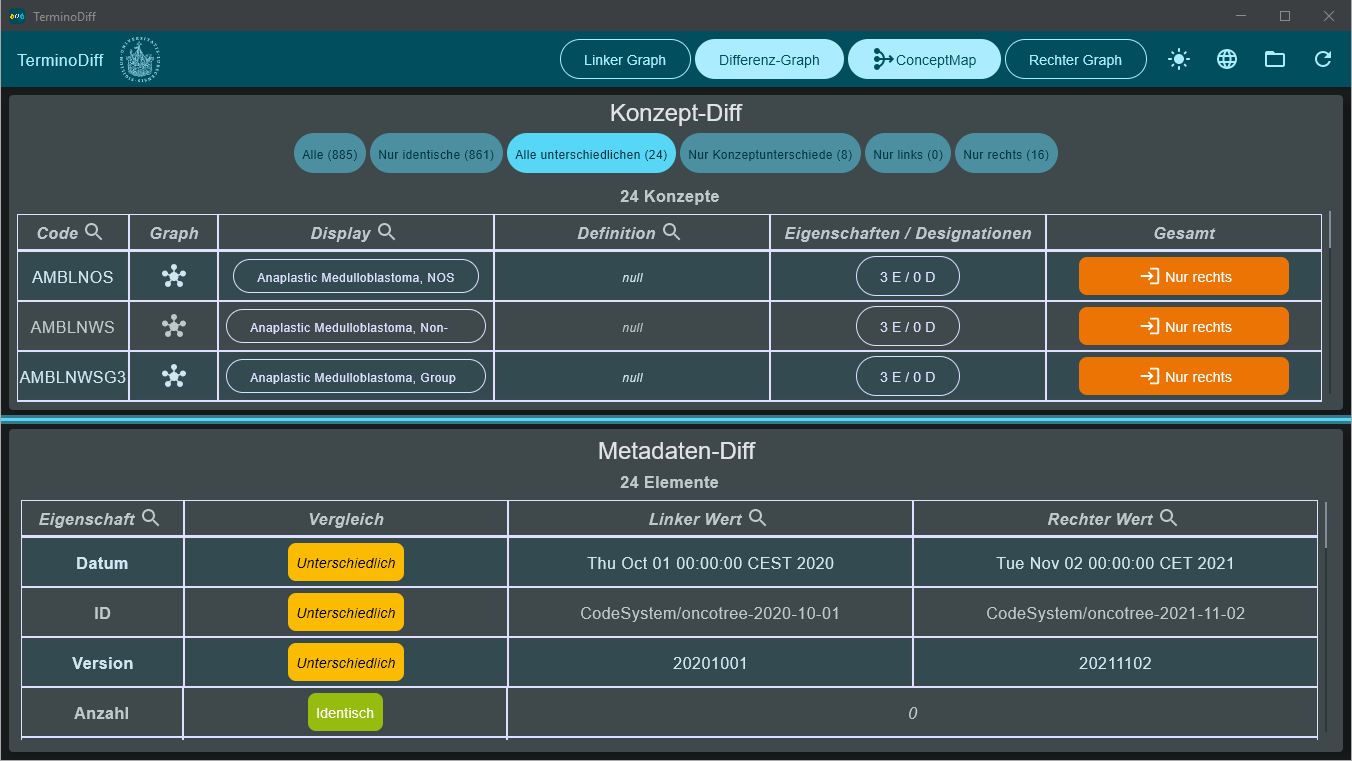 TerminoDiff
TerminoDiff
Linker Graph
Differenz-Graph
ConceptMap
Rechter Graph
Konzept-Diff
Alle (885)
Nur identische (861)
Alle unterschiedlichen (24)
Nur Konzeptunterschiede (8)
Nur links (0)
Nur rechts (16)
24 Konzepte
Code
Graph
Display
Definition
Eigenschaften / Designationen
Gesamt
AMBLNOS
Anaplastic Medulloblastoma, NOS
null
3 E / 0 D
Nur rechts
AMBLNWS
Anaplastic Medulloblastoma, Non-
null
3 E / 0 D
Nur rechts
AMBLNWSG3
Anaplastic Medulloblastoma, Group
null
3 E / 0 D
Nur rechts
Metadaten-Diff
24 Elemente
Eigenschaft
Vergleich
Linker Wert
Rechter Wert
Datum
Unterschiedlich
Thu Oct 01 00:00:00 CEST 2020
Tue Nov 02 00:00:00 CET 2021
ID
Unterschiedlich
CodeSystem/oncotree-2020-10-01
CodeSystem/oncotree-2021-11-02
Version
Unterschiedlich
20201001
20211102
Anzahl
Identisch
0